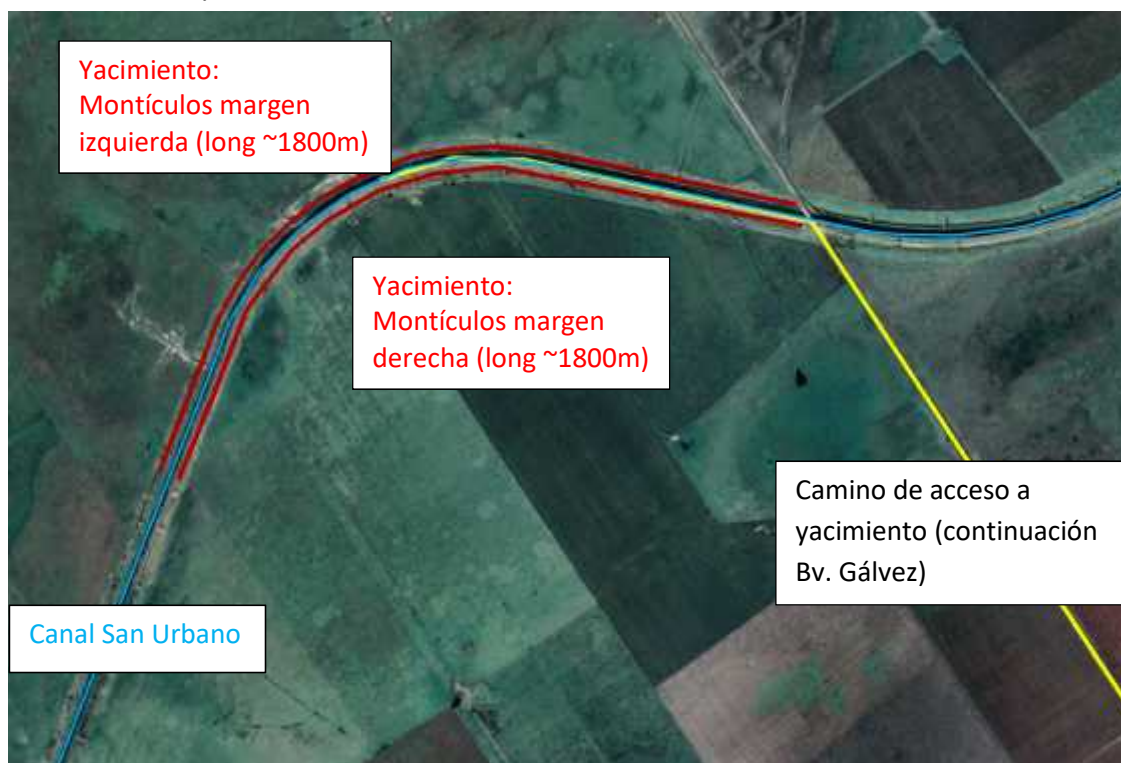 Yacimiento:
Montículos margen
izquierda (long ~1800m)
Yacimiento:
Montículos margen
derecha (long ~1800m)
Camino de acceso a
yacimiento (continuación
Bv. Gálvez)
Canal San Urbano